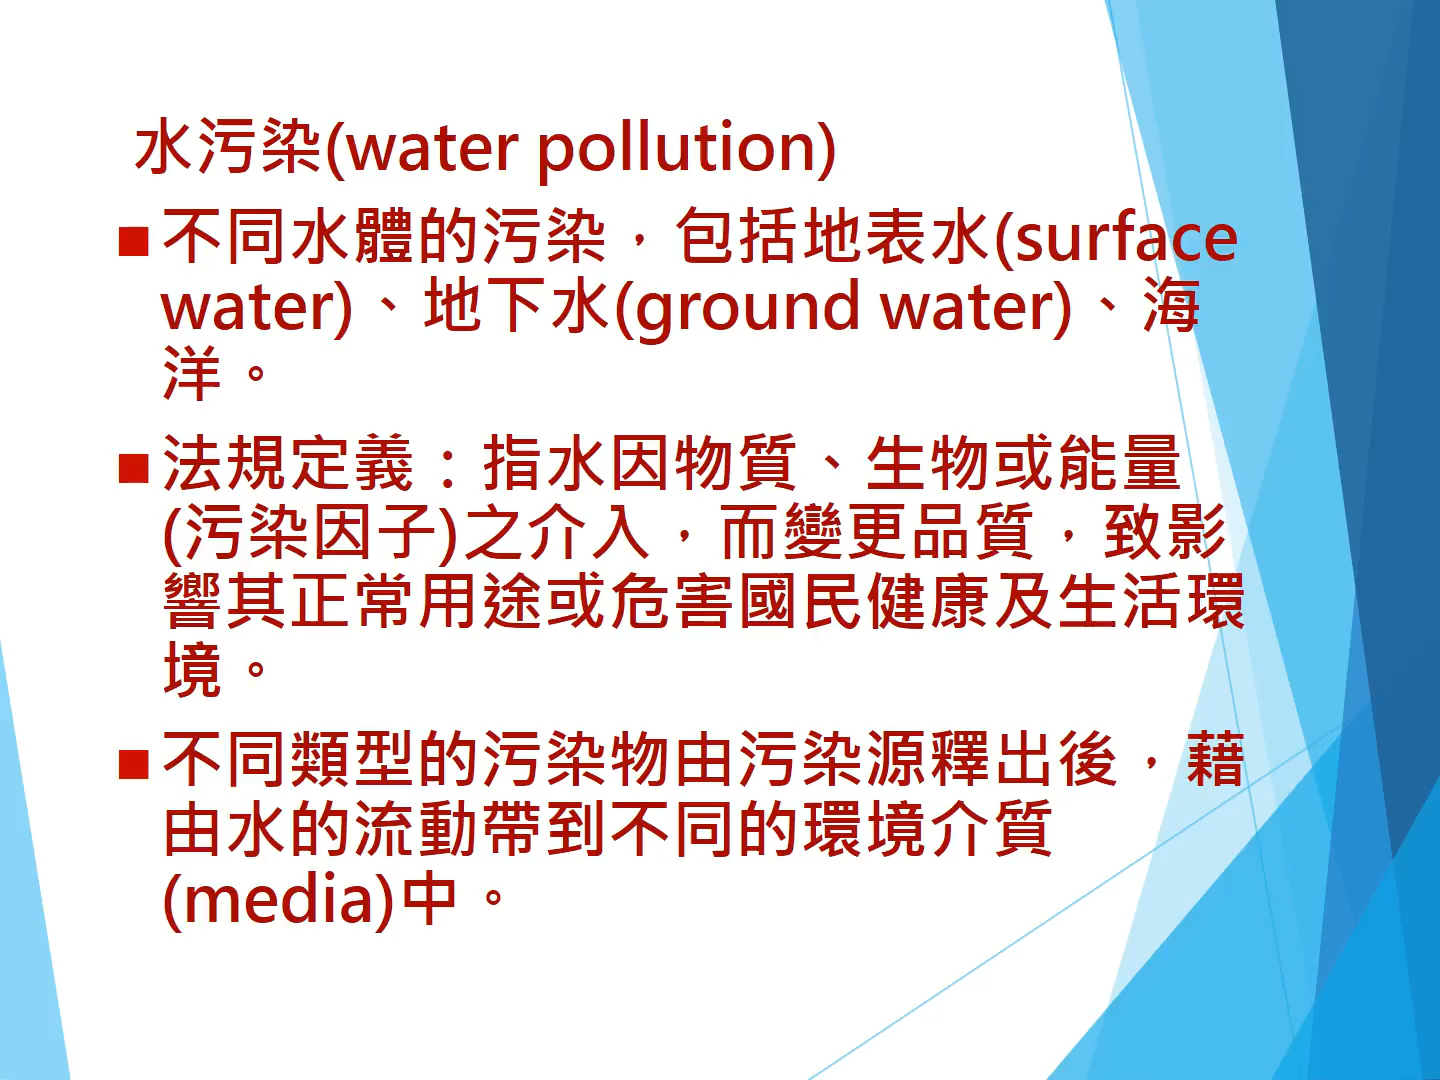 水污染(water pollution)
■不同水體的污染，包括地表水(surface
water)、地下水(ground water)、海
洋。
■法規定義：指水因物質、生物或能量
(污染因子)之介入，而變更品質，致影
響其正常用途或危害國民健康及生活環
境。
■不同類型的污染物由污染源釋出後，藉
由水的流動帶到不同的環境介質
(media)中。